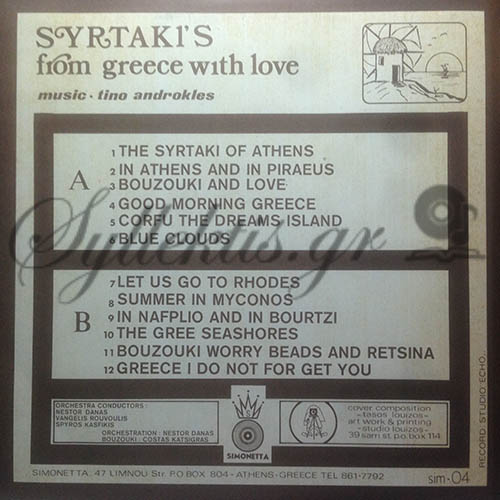 SYRTAKI'S
from greece with love
music · tino androkles
A
1 THE SYRTAKI OF ATHENS
2 IN ATHENS AND IN PIRAEUS
3 BOUZOUKI AND LOVE
4 GOOD MORNING GREECE
5 CORFU THE DREAMS ISLAND
6 BLUE CLOUDS
B
7 LET US GO TO RHODES
8 SUMMER IN MYCONOS
9 IN NAFPLIO AND IN BOURTZI
10 THE GREE SEASHORES
11 BOUZOUKI WORRY BEADS AND RETSINA
12 GREECE I DO NOT FOR GET YOU
Syllektis.gr
ORCHESTRA CONDUCTORS :
NESTOR DANAS
VANGELIS ROUVOULIS
SPYROS KASFIKIS
ORCHESTRATION : NESTOR DANAS
BOUZOUKI : COSTAS KATSIGRAS
SIMONETTA
cover composition
-tasos louizos-
art work & printing
-studio louizos-
39 sam st. p.o. box 114
RECORD: STUDIO ECHO.
SIMONETTA: 47 LIMNOU Str. P.O BOX 804 - ATHENS - GREECE TEL 861-7792
sim - 04